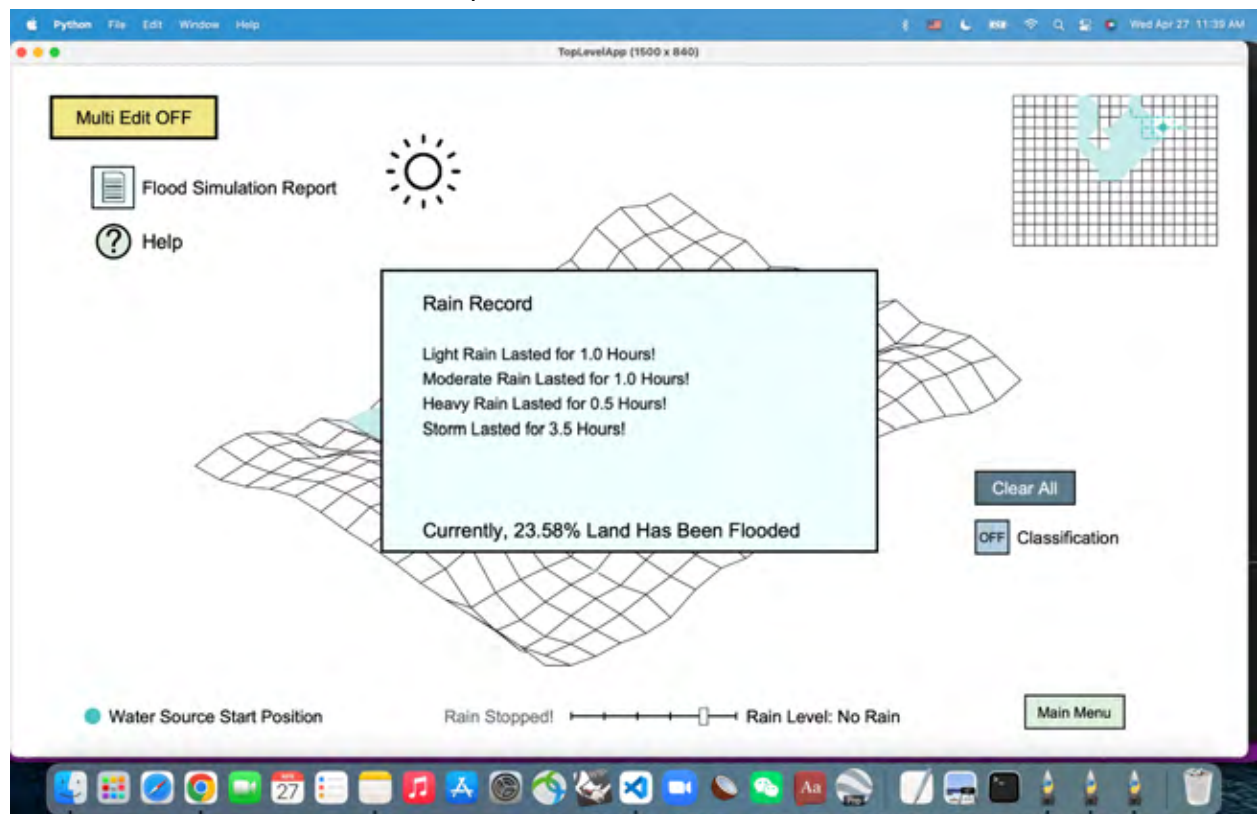 Python File Edit Window Help
Wed Apr 27 11:39 AM
TopLevelApp (1500 x 840)
Multi Edit OFF
Flood Simulation Report
? Help
Rain Record
Light Rain Lasted for 1.0 Hours!
Moderate Rain Lasted for 1.0 Hours!
Heavy Rain Lasted for 0.5 Hours!
Storm Lasted for 3.5 Hours!
Currently, 23.58% Land Has Been Flooded
Clear All
OFF Classification
Water Source Start Position
Rain Stopped!
Rain Level: No Rain
Main Menu
27
Aa